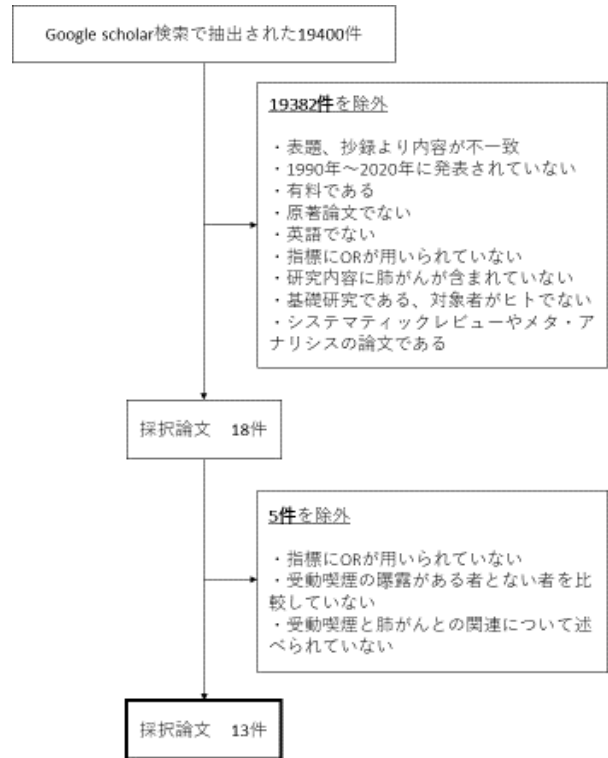 Google scholar検索で抽出された19400件
19382件を除外
・表題、抄録より内容が不一致
・1990年～2020年に発表されていない
・有料である
・原著論文でない
・英語でない
・指標にORが用いられていない
・研究内容に肺がんが含まれていない
・基礎研究である、対象者がヒトでない
・システマティックレビューやメタ・ア
ナリシスの論文である
採択論文　18件
5件を除外
・指標にORが用いられていない
・受動喫煙の曝露がある者とない者を比
較していない
・受動喫煙と肺がんとの関連について述
べられていない
採択論文　13件